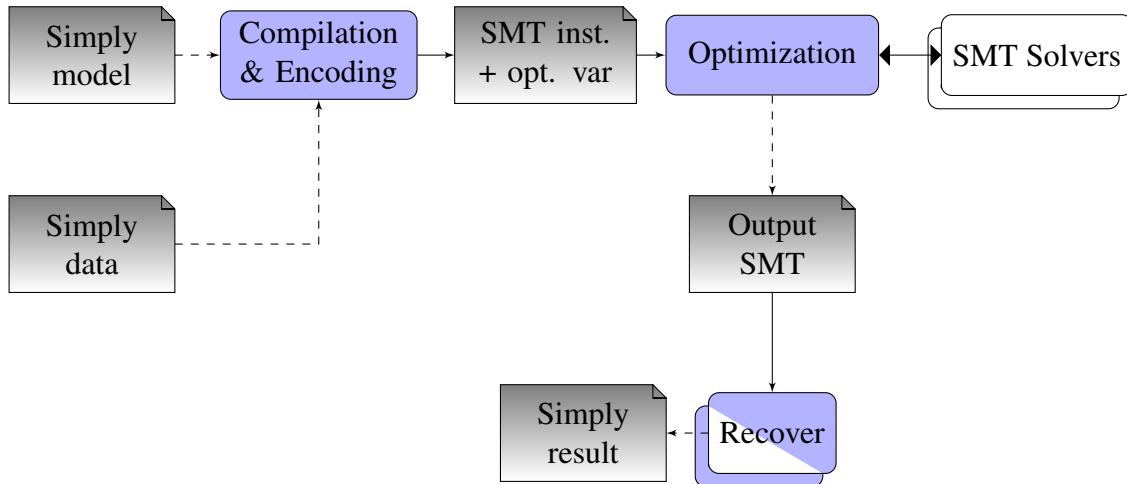 Simply
model
Compilation
& Encoding
SMT inst.
+ opt. var
Optimization
SMT Solvers
Simply
data
Output
SMT
Simply
result
Recover